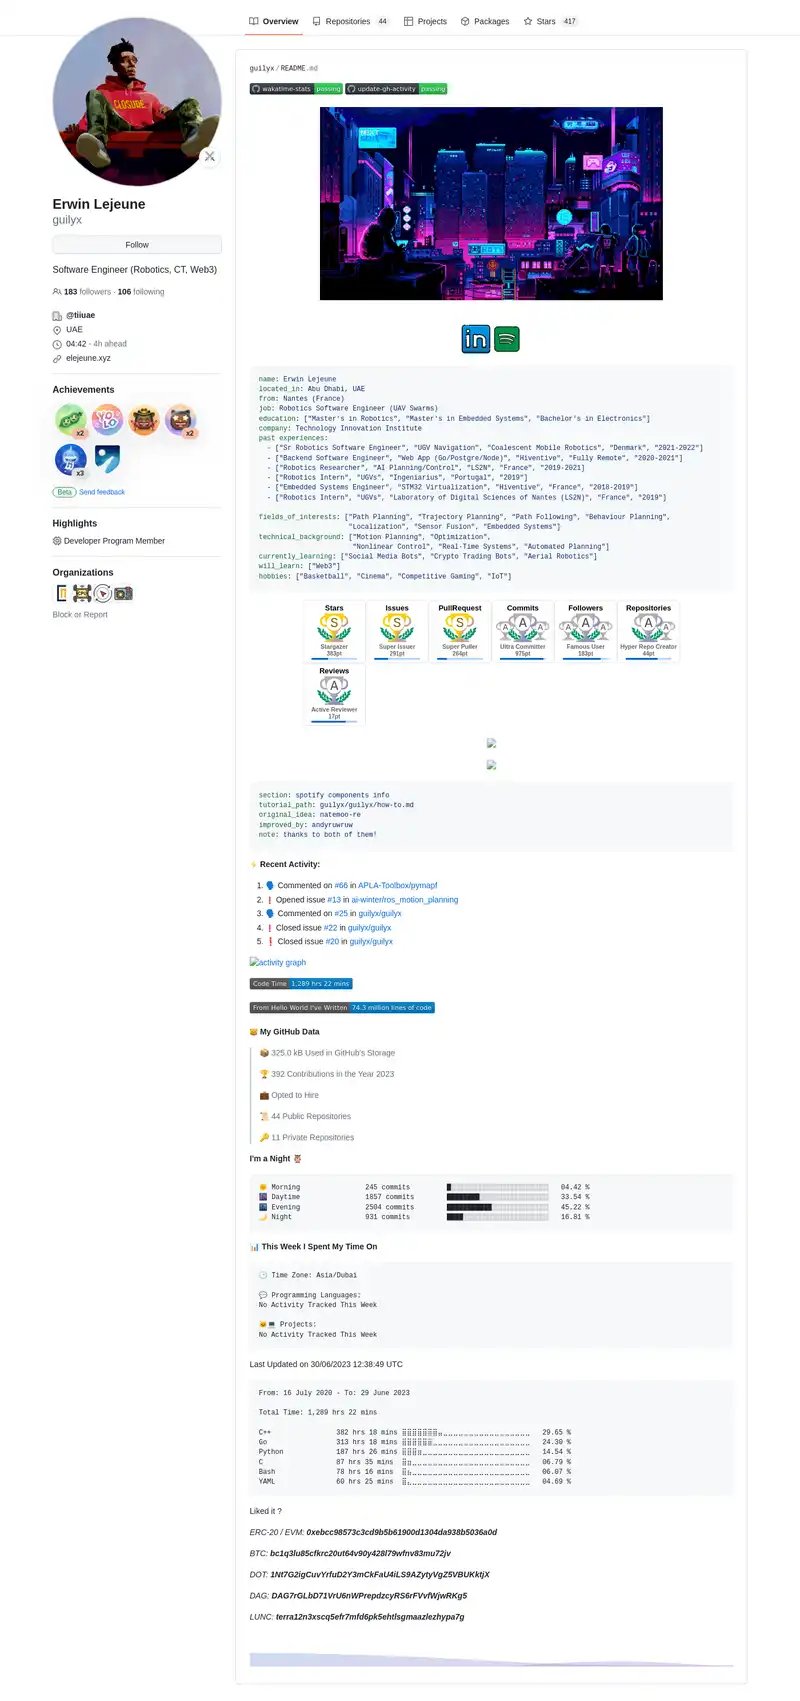 Overview
Repositories 44
Projects
Packages
Stars 417
guilyx/README.md
wakatime-stats passing
update-gh-activity passing
CLOSUDE
Erwin Lejeune
guilyx
Follow
Software Engineer (Robotics, CT, Web3)
183 followers · 106 following
@tiiuae
UAE
04:42 - 4h ahead
elejeune.xyz
Achievements
YOLO
x2
x2
x3
Beta Send feedback
Highlights
Developer Program Member
Organizations
Block or Report
in
name: Erwin Lejeune
located_in: Abu Dhabi, UAE
from: Nantes (France)
job: Robotics Software Engineer (UAV Swarms)
education: ["Master's in Robotics", "Master's in Embedded Systems", "Bachelor's in Electronics"]
company: Technology Innovation Institute
past experiences:
- ["Sr Robotics Software Engineer", "UGV Navigation", "Coalescent Mobile Robotics", "Denmark", "2021-2022"]
- ["Backend Software Engineer", "Web App (Go/Postgre/Node)", "Hiventive", "Fully Remote", "2020-2021"]
- ["Robotics Researcher", "AI Planning/Control", "LS2N", "France", "2019-2021]
- ["Robotics Intern", "UGVs", "Ingeniarius", "Portugal", "2019"]
- ["Embedded Systems Engineer", "STM32 Virtualization", "Hiventive", "France", "2018-2019"]
- ["Robotics Intern", "UGVs", "Laboratory of Digital Sciences of Nantes (LS2N)", "France", "2019"]
fields_of_interests: ["Path Planning", "Trajectory Planning", "Path Following", "Behaviour Planning",
"Localization", "Sensor Fusion", "Embedded Systems"]
technical_background: ["Motion Planning", "Optimization",
"Nonlinear Control", "Real-Time Systems", "Automated Planning"]
currently_learning: ["Social Media Bots", "Crypto Trading Bots", "Aerial Robotics"]
will_learn: ["Web3"]
hobbies: ["Basketball", "Cinema", "Competitive Gaming", "IoT"]
Stars Issues PullRequest Commits Followers Repositories
S S S A A A A A A A A A
Stargazer Super Issuer Super Puller Ultra Committer Famous User Hyper Repo Creator
383pt 291pt 266pt 975pt 183pt 44pt
Reviews
A
Active Reviewer
17pt
section: spotify components info
tutorial_path: guilyx/guilyx/how-to.md
original_idea: natemoo-re
improved_by: andyruwruw
note: thanks to both of them!
⚡ Recent Activity:
1. 🗣 Commented on #66 in APLA-Toolbox/pymapf
2. ❗ Opened issue #13 in ai-winter/ros_motion_planning
3. 🗣 Commented on #25 in guilyx/guilyx
4. ❗ Closed issue #22 in guilyx/guilyx
5. ❗ Closed issue #20 in guilyx/guilyx
activity graph
Code Time 1,289 hrs 22 mins
From Hello World I've Written 74.3 million lines of code
🐱 My GitHub Data
📦 325.0 kB Used in GitHub's Storage
🏆 392 Contributions in the Year 2023
💼 Opted to Hire
📜 44 Public Repositories
🔑 11 Private Repositories
I'm a Night 🦉
🌞 Morning 245 commits 04.42 %
🌆 Daytime 1857 commits 33.54 %
🌃 Evening 2504 commits 45.22 %
🌙 Night 931 commits 16.81 %
📊 This Week I Spent My Time On
🕑︎ Time Zone: Asia/Dubai
💬 Programming Languages:
No Activity Tracked This Week
🐱‍💻 Projects:
No Activity Tracked This Week
Last Updated on 30/06/2023 12:38:49 UTC
From: 16 July 2020 - To: 29 June 2023
Total Time: 1,289 hrs 22 mins
C++ 382 hrs 18 mins 29.65 %
Go 313 hrs 18 mins 24.30 %
Python 187 hrs 26 mins 14.54 %
C 87 hrs 35 mins 06.79 %
Bash 78 hrs 16 mins 06.07 %
YAML 60 hrs 25 mins 04.69 %
Liked it ?
ERC-20 / EVM: 0xebcc98573c3cd9b5b61900d1304da938b5036a0d
BTC: bc1q3lu85cfkrc20ut64v90y428l79wfnv83mu72jv
DOT: 1Nt7G2igCuvYrfuD2Y3mCkFaU4iLS9AZytyVgZ5VBUKktjX
DAG: DAG7rGLbD71VrU6nWPrepdzcyRS6rFVvfWjwRKg5
LUNC: terra12n3xscq5efr7mfd6pk5ehtlsgmaazlezhypa7g